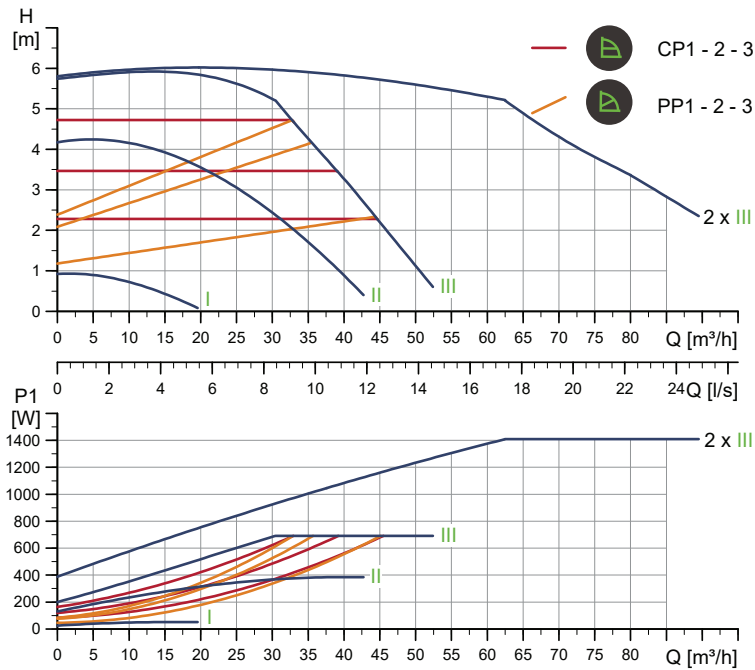 H
[m]
6
5
4
3
2
1
0
CP1 - 2 - 3
PP1 - 2 - 3
2 x III
I
II
III
0 5 10 15 20 25 30 35 40 45 50 55 60 65 70 75 80 Q [m³/h]
0 2 4 6 8 10 12 14 16 18 20 22 24 Q [l/s]
P1
[W]
1400
1200
1000
800
600
400
200
0
2 x III
III
II
I
0 5 10 15 20 25 30 35 40 45 50 55 60 65 70 75 80 Q [m³/h]